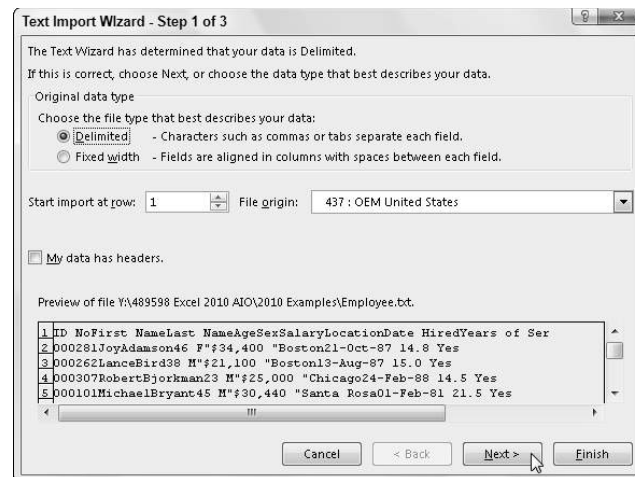 Text Import Wizard - Step 1 of 3
The Text Wizard has determined that your data is Delimited.
If this is correct, choose Next, or choose the data type that best describes your data.
Original data type
Choose the file type that best describes your data:
Delimited - Characters such as commas or tabs separate each field.
Fixed width - Fields are aligned in columns with spaces between each field.
Start import at row: 1 File origin: 437 : OEM United States
My data has headers.
Preview of file Y:\489598 Excel 2010 AIO\2010 Examples\Employee.txt.
1 ID NoFirst NameLast NameAgeSexSalaryLocationDate HiredYears of Ser
2 000281JoyAdamson46 F"$34,400 "Boston21-Oct-87 14.8 Yes
3 000262LanceBird38 M"$21,100 "Boston13-Aug-87 15.0 Yes
4 000307RobertBjorkman23 M"$25,000 "Chicago24-Feb-88 14.5 Yes
5 000101MichaelBryant45 M"$30,440 "Santa Rosa01-Feb-81 21.5 Yes
Cancel < Back Next > Finish